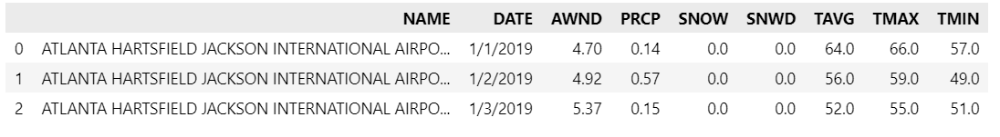 NAME DATE AWND PRCP SNOW SNWD TAVG TMAX TMIN
0 ATLANTA HARTSFIELD JACKSON INTERNATIONAL AIRPO... 1/1/2019 4.70 0.14 0.0 0.0 64.0 66.0 57.0
1 ATLANTA HARTSFIELD JACKSON INTERNATIONAL AIRPO... 1/2/2019 4.92 0.57 0.0 0.0 56.0 59.0 49.0
2 ATLANTA HARTSFIELD JACKSON INTERNATIONAL AIRPO... 1/3/2019 5.37 0.15 0.0 0.0 52.0 55.0 51.0